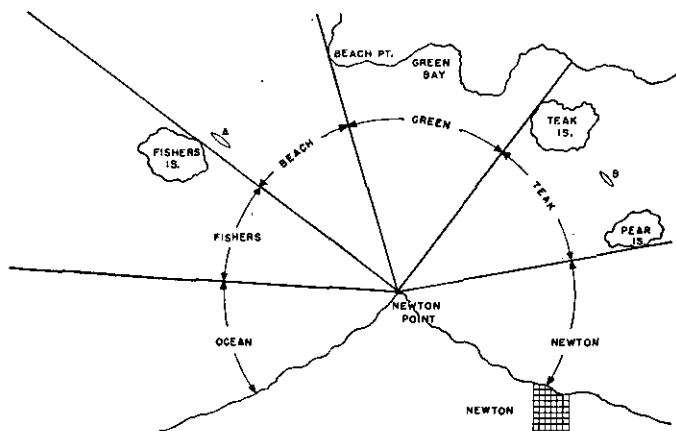 BEACH PT.
GREEN
BAY
TEAK
IS.
A
FISHERS
IS.
BEACH
GREEN
TEAK
B
PEAR
IS.
FISHERS
NEWTON
POINT
OCEAN
NEWTON
NEWTON